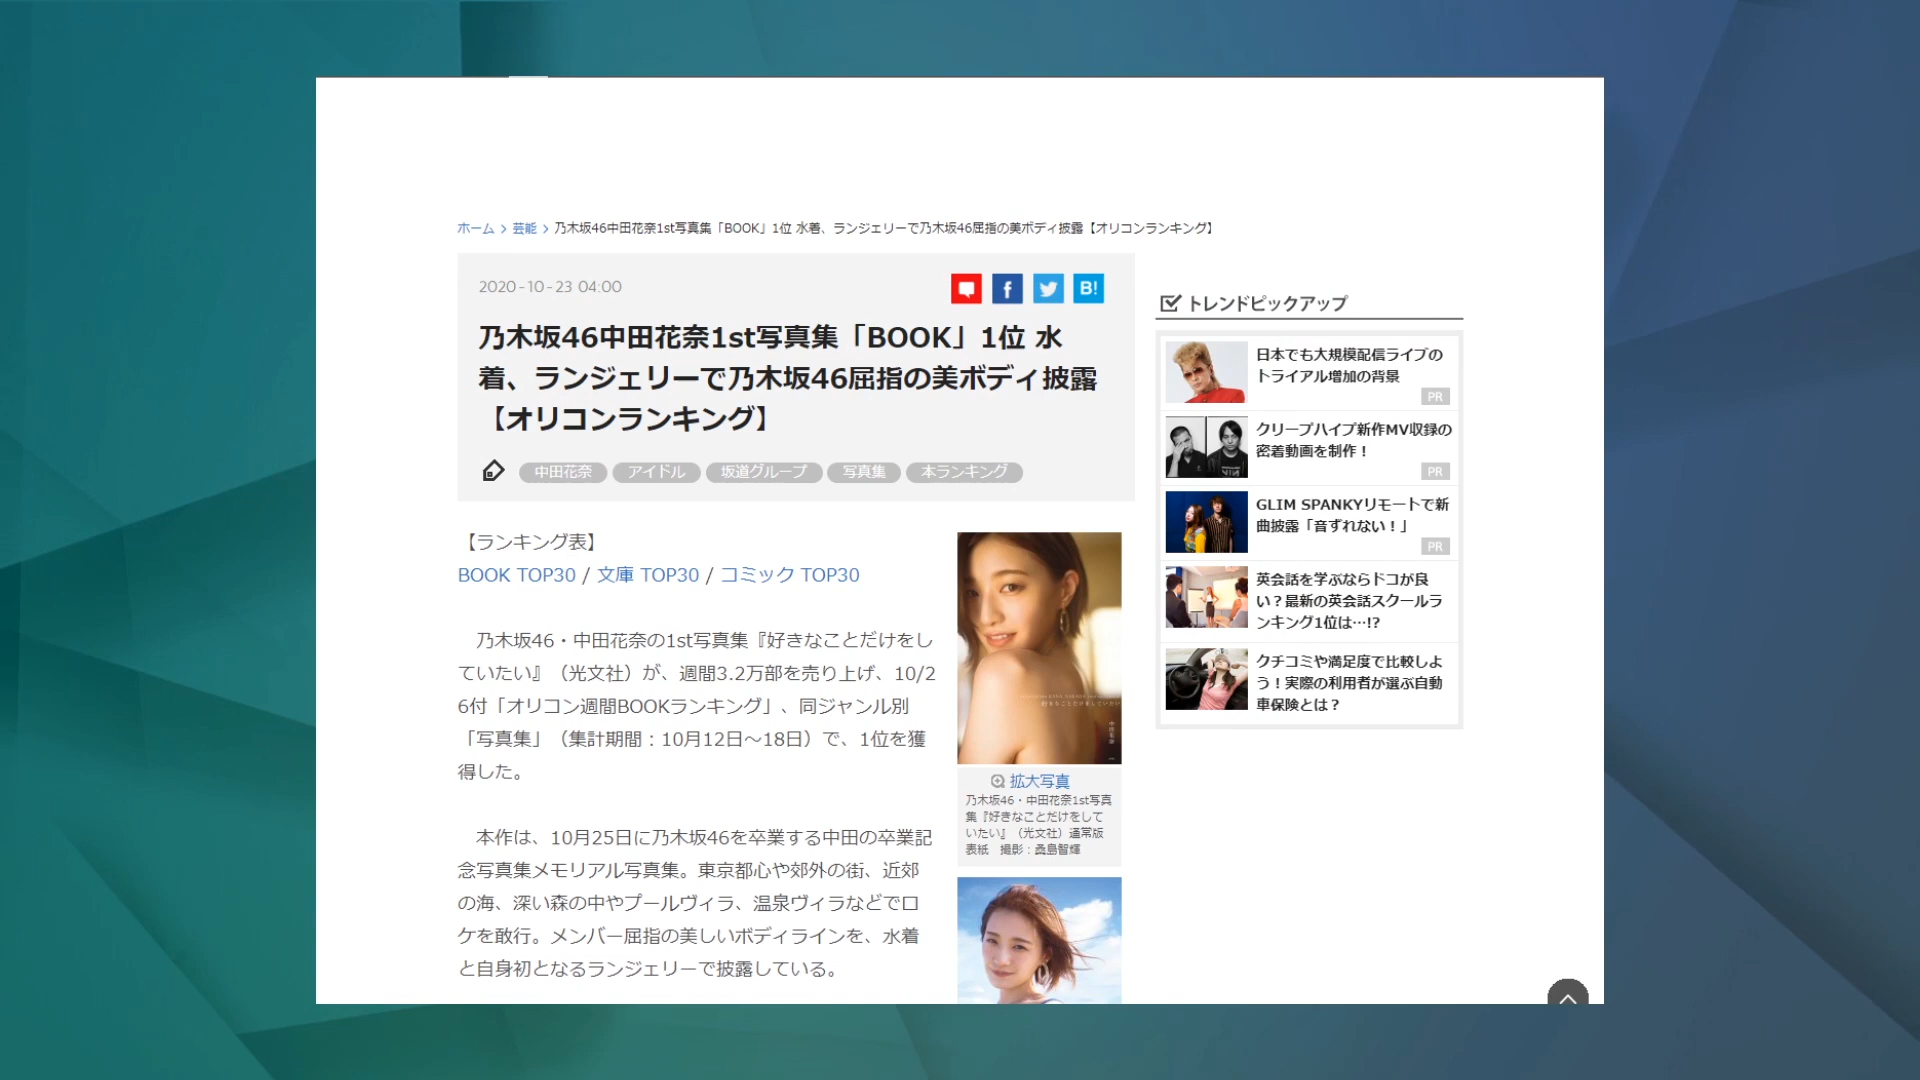 ホーム > 芸能 > 乃木坂46中田花奈1st写真集「BOOK」1位 水着、ランジェリーで乃木坂46屈指の美ボディ披露【オリコンランキング】
2020-10-23 04:00
f
B!
乃木坂46中田花奈1st写真集「BOOK」1位 水
着、ランジェリーで乃木坂46屈指の美ボディ披露
【オリコンランキング】
中田花奈 アイドル 坂道グループ 写真集 本ランキング
【ランキング表】
BOOK TOP30 / 文庫 TOP30 / コミック TOP30
乃木坂46・中田花奈の1st写真集『好きなことだけをし
ていたい』（光文社）が、週間3.2万部を売り上げ、10/2
6付「オリコン週間BOOKランキング」、同ジャンル別
「写真集」（集計期間：10月12日～18日）で、1位を獲
得した。
本作は、10月25日に乃木坂46を卒業する中田の卒業記
念写真集メモリアル写真集。東京都心や郊外の街、近郊
の海、深い森の中やプールヴィラ、温泉ヴィラなどでロ
ケを敢行。メンバー屈指の美しいボディラインを、水着
と自身初となるランジェリーで披露している。
好きなことだけをしていたい
中田花奈
拡大写真
乃木坂46・中田花奈1st写真
集『好きなことだけをして
いたい』（光文社）通常版
表紙　撮影：桑島智輝
トレンドピックアップ
日本でも大規模配信ライブの
トライアル増加の背景
PR
クリープハイプ新作MV収録の
密着動画を制作！
PR
GLIM SPANKYリモートで新
曲披露「音ずれない！」
PR
英会話を学ぶならドコが良
い？最新の英会話スクールラ
ンキング1位は…!?
クチコミや満足度で比較しよ
う！実際の利用者が選ぶ自動
車保険とは？